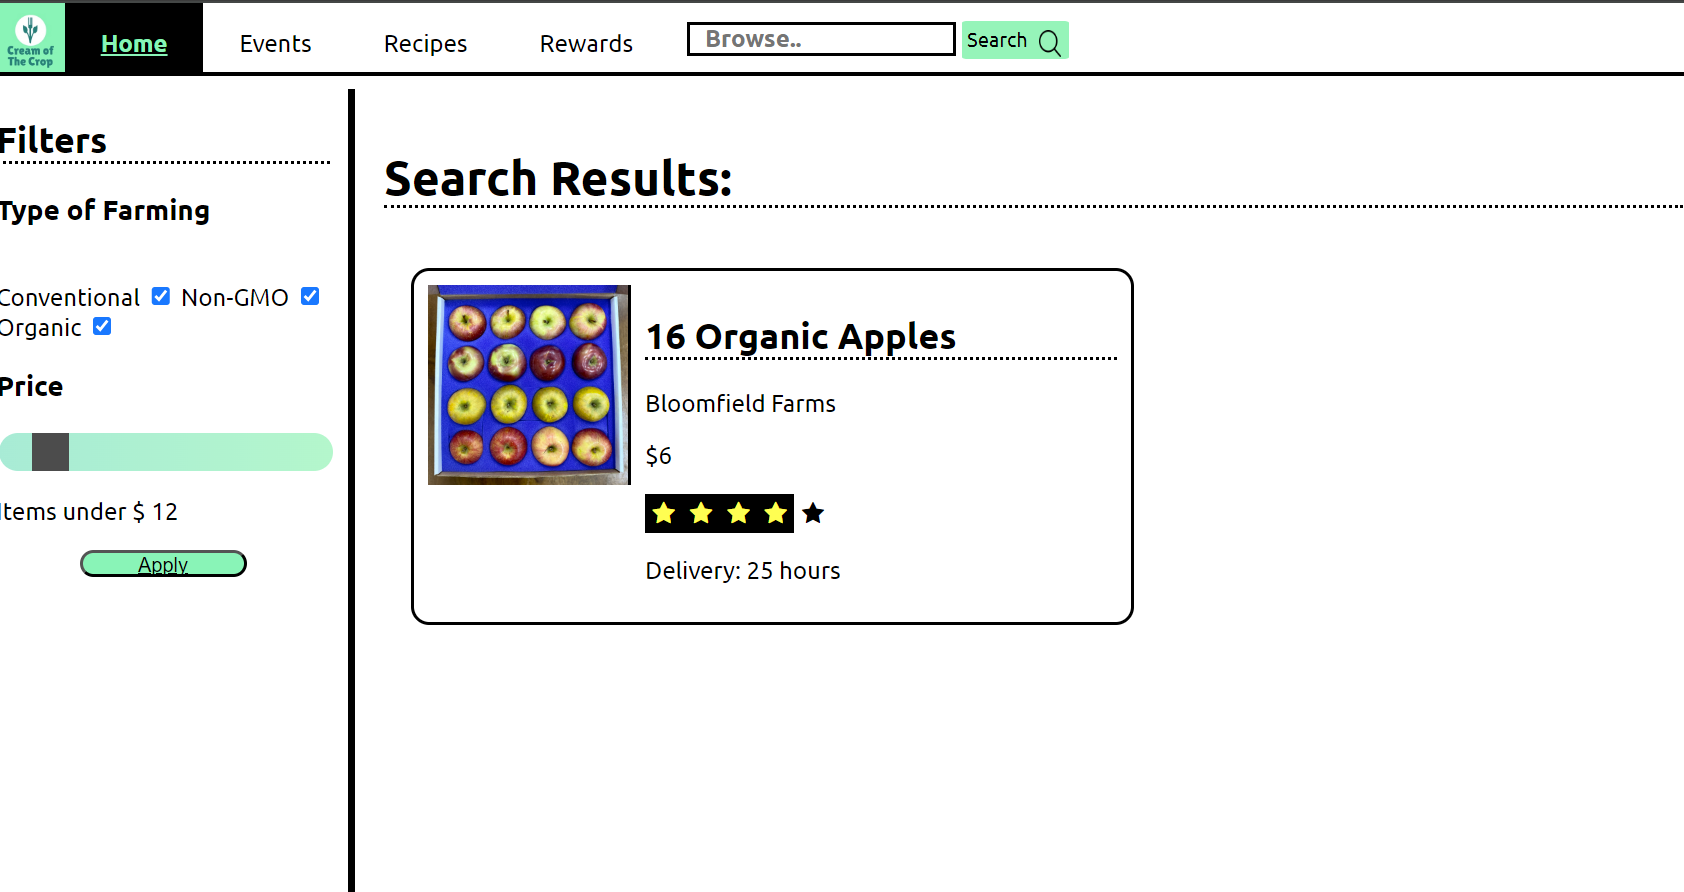 Cream of
The Crop
Home Events Recipes Rewards Browse.. Search
Filters
Type of Farming
Conventional Non-GMO
Organic
Price
Items under $ 12
Apply
Search Results:
16 Organic Apples
Bloomfield Farms
$6
Delivery: 25 hours